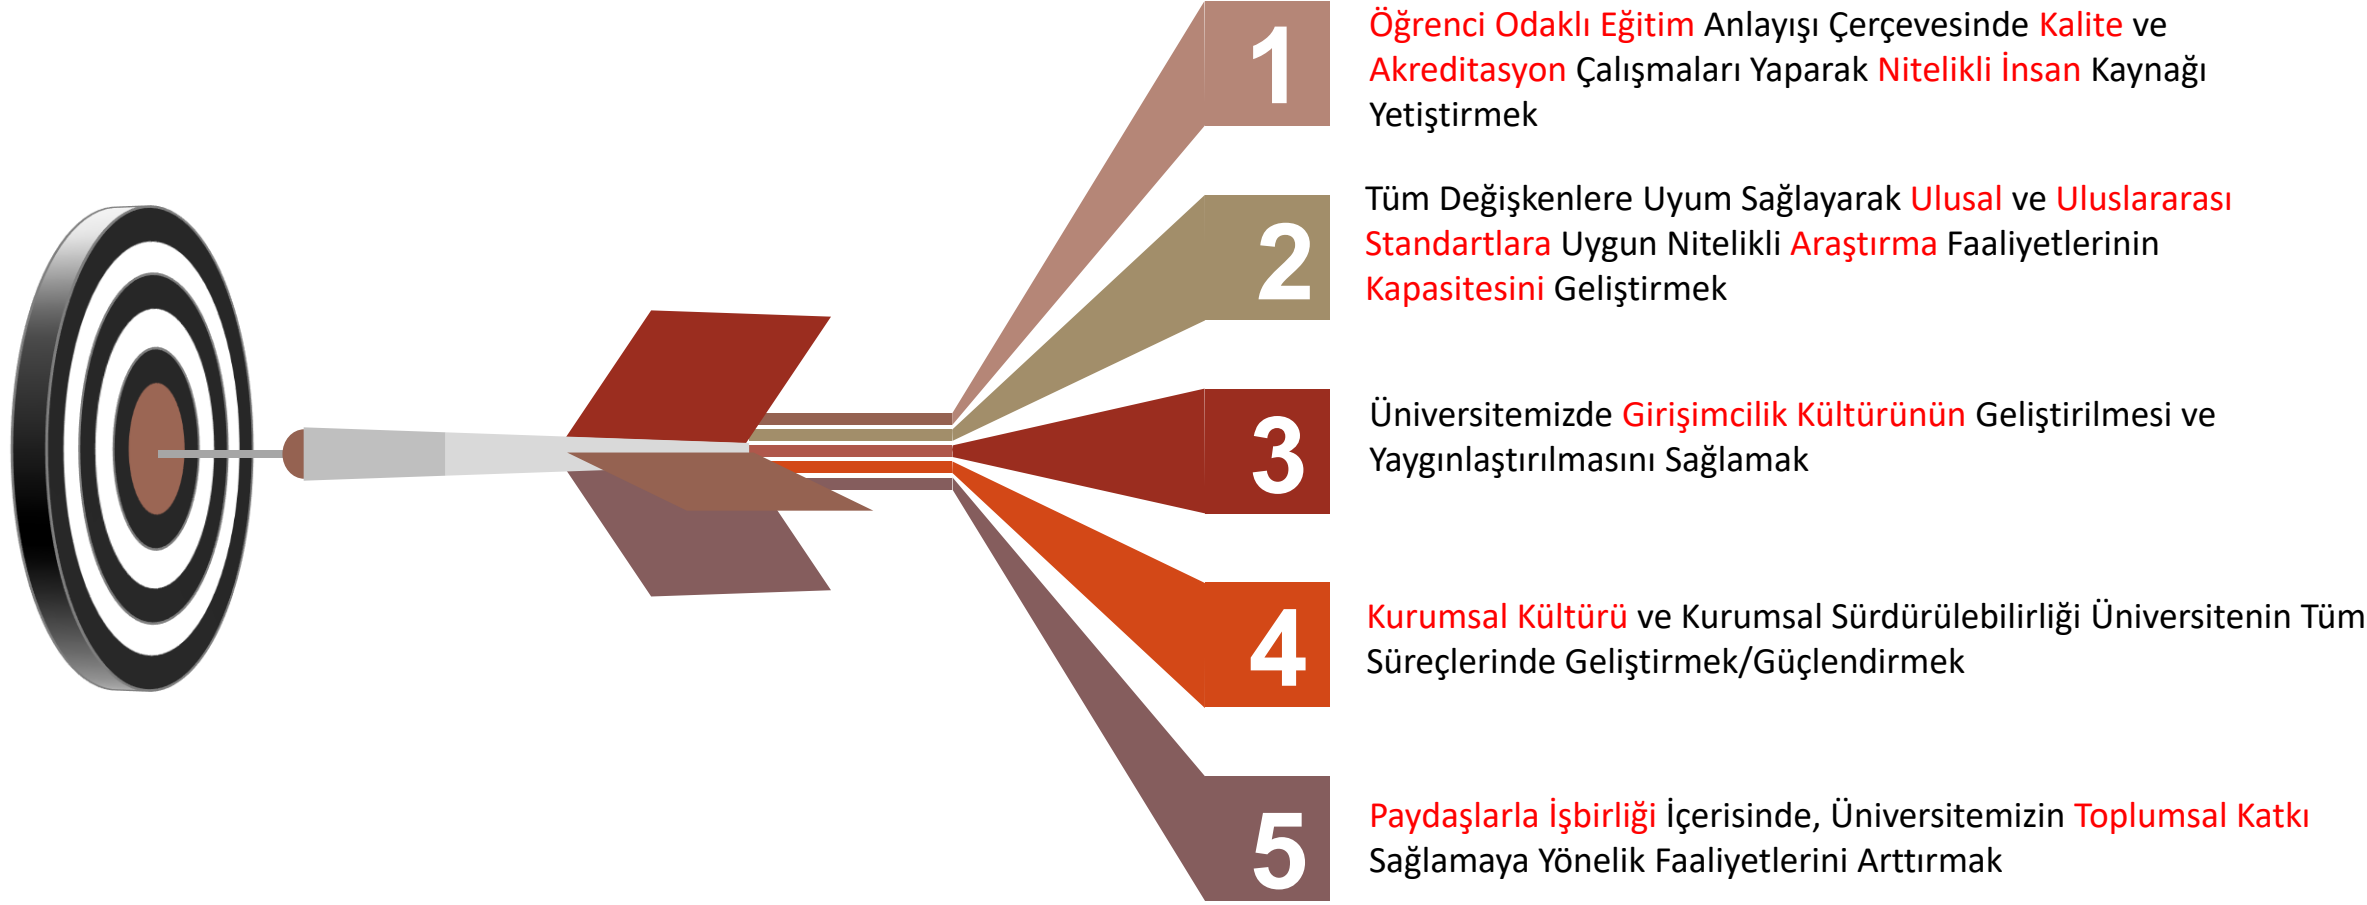 1
Öğrenci Odaklı Eğitim Anlayışı Çerçevesinde Kalite ve
Akreditasyon Çalışmaları Yaparak Nitelikli İnsan Kaynağı
Yetiştirmek
2
Tüm Değişkenlere Uyum Sağlayarak Ulusal ve Uluslararası
Standartlara Uygun Nitelikli Araştırma Faaliyetlerinin
Kapasitesini Geliştirmek
3
Üniversitemizde Girişimcilik Kültürünün Geliştirilmesi ve
Yaygınlaştırılmasını Sağlamak
4
Kurumsal Kültürü ve Kurumsal Sürdürülebilirliği Üniversitenin Tüm
Süreçlerinde Geliştirmek/Güçlendirmek
5
Paydaşlarla İşbirliği İçerisinde, Üniversitemizin Toplumsal Katkı
Sağlamaya Yönelik Faaliyetlerini Arttırmak